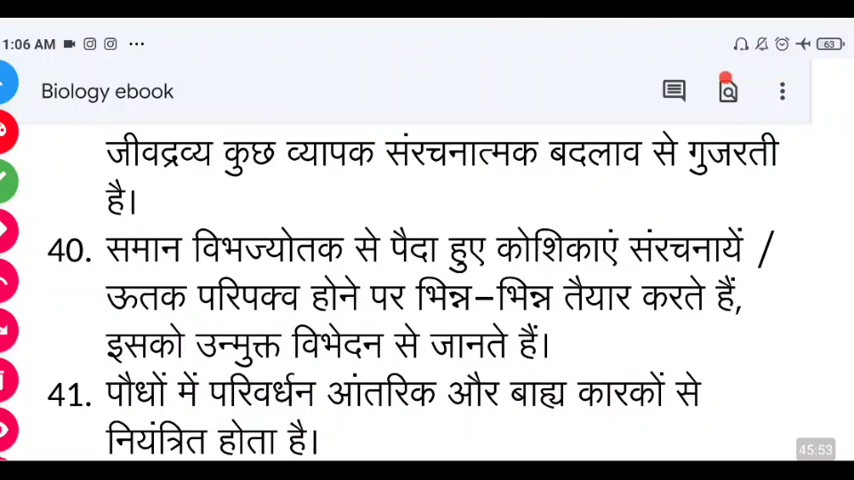 1:06 AM ...
63
Biology ebook
जीवद्रव्य कुछ व्यापक संरचनात्मक बदलाव से गुजरती
है।
40. समान विभज्योतक से पैदा हुए कोशिकाएं संरचनायें /
ऊतक परिपक्व होने पर भिन्न–भिन्न तैयार करते हैं,
इसको उन्मुक्त विभेदन से जानते हैं।
41. पौधों में परिवर्धन आंतरिक और बाह्य कारकों से
नियंत्रित होता है।
45:53